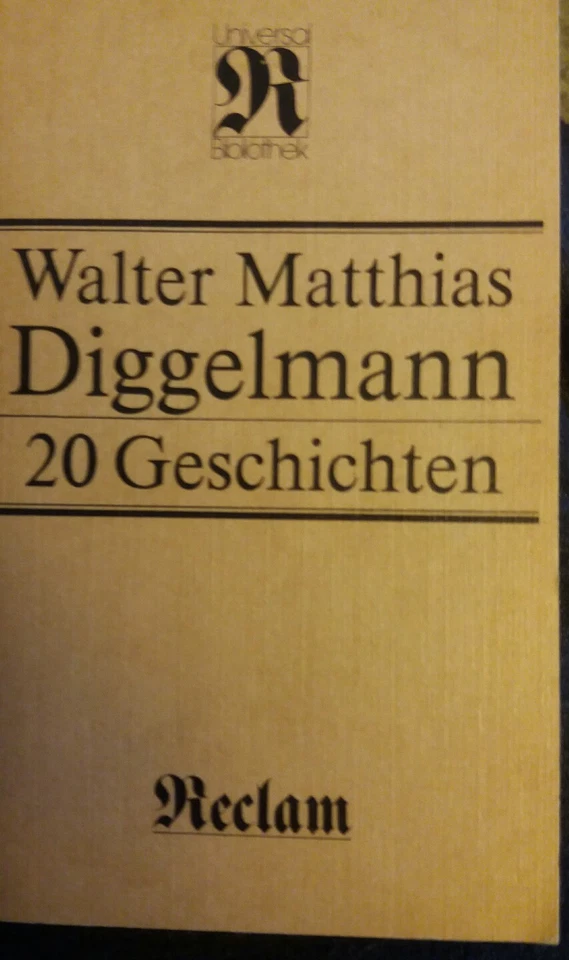 Universal
R
Bibliothek
Walter Matthias
Diggelmann
20 Geschichten
Reclam